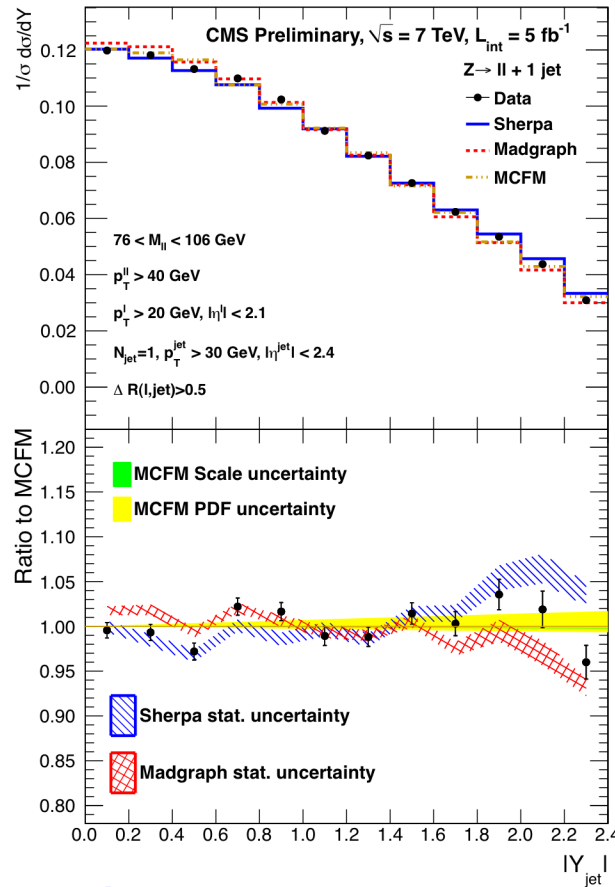 CMS Preliminary, √s = 7 TeV, L_int = 5 fb⁻¹
Z→ ll + 1 jet
Data
Sherpa
Madgraph
MCFM
76 < M_ll < 106 GeV
p_T^ll > 40 GeV
p_T^l > 20 GeV, |η^l| < 2.1
N_jet=1, p_T^jet > 30 GeV, |η^jet| < 2.4
Δ R(l,jet)>0.5
1/σ dσ/dY
0.12
0.10
0.08
0.06
0.04
0.02
0.00
Ratio to MCFM
1.20
1.15
1.10
1.05
1.00
0.95
0.90
0.85
0.80
MCFM Scale uncertainty
MCFM PDF uncertainty
Sherpa stat. uncertainty
Madgraph stat. uncertainty
0.0 0.2 0.4 0.6 0.8 1.0 1.2 1.4 1.6 1.8 2.0 2.2 2.4
|Y_jet|